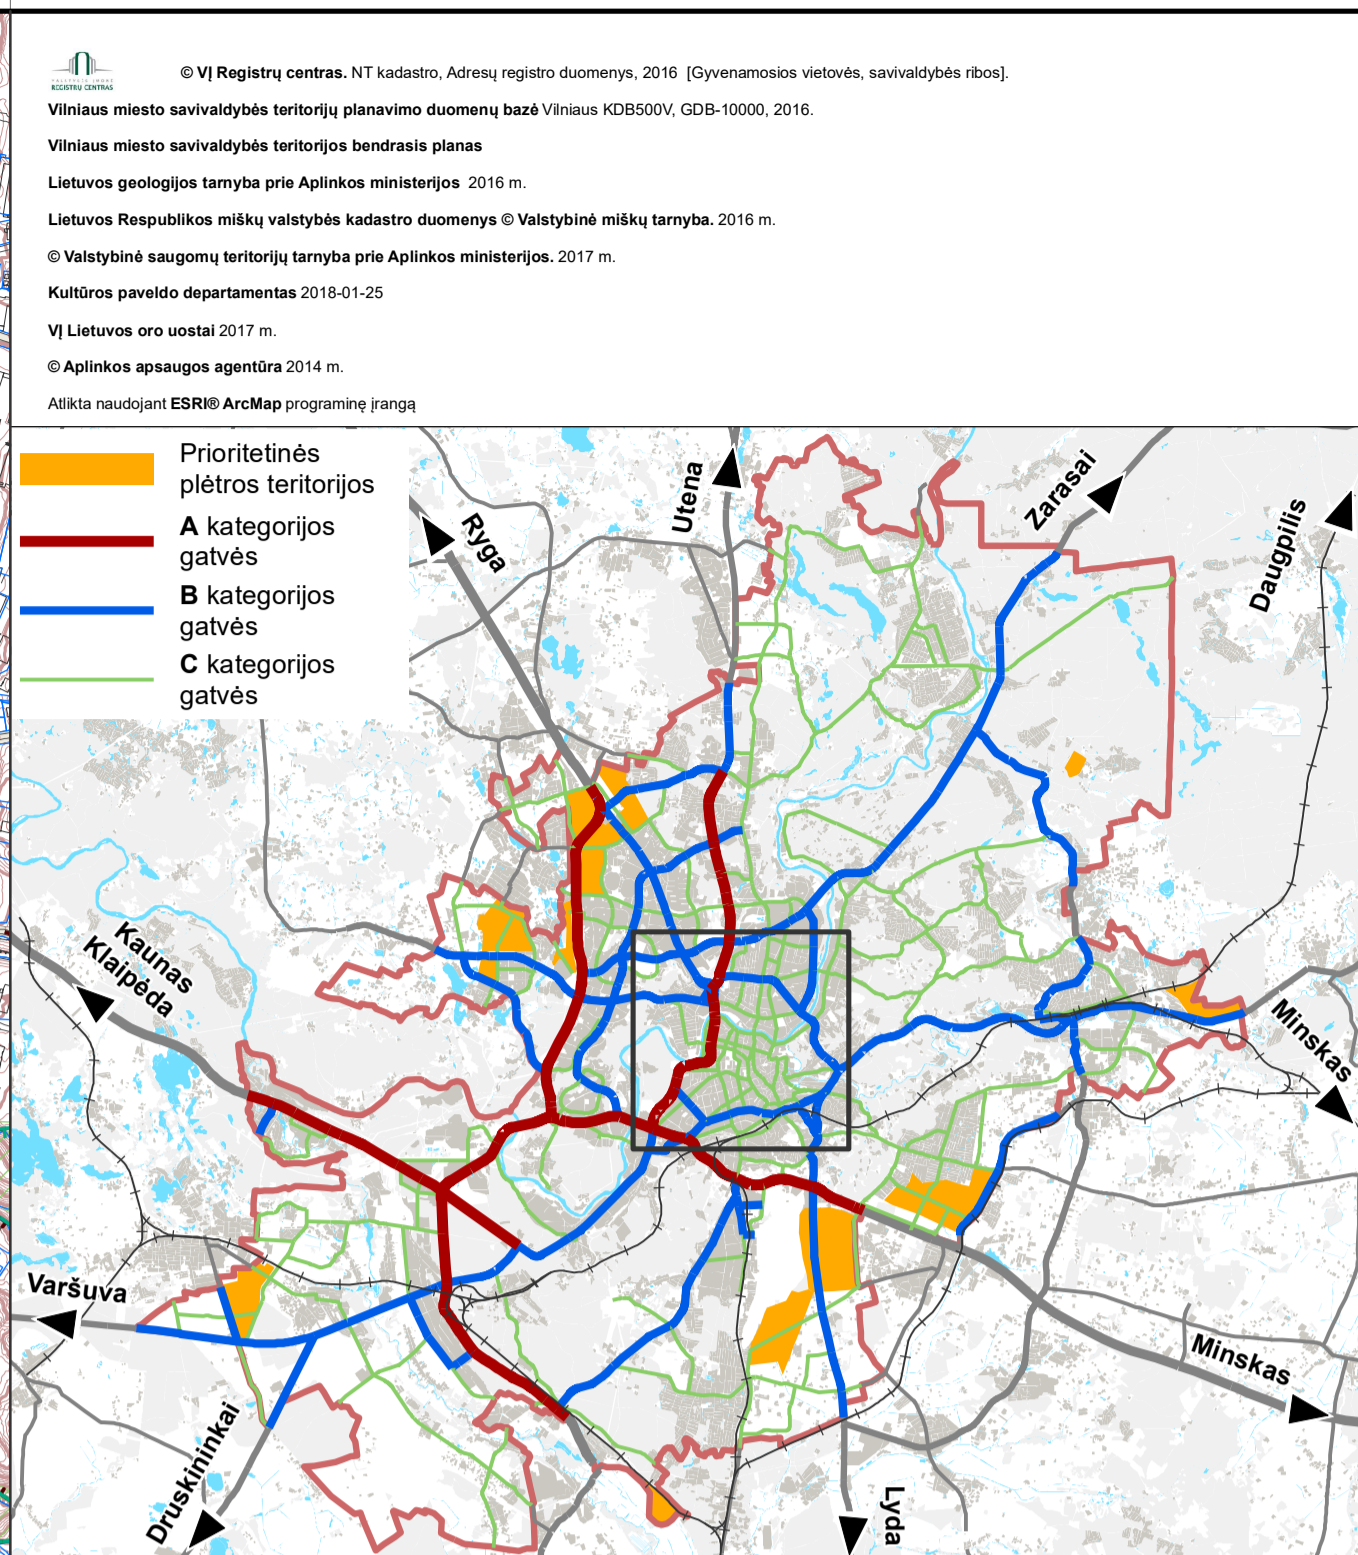 VALSTYBĖS ĮMONĖ
REGISTRŲ CENTRAS
© VĮ Registrų centras. NT kadastro, Adresų registro duomenys, 2016 [Gyvenamosios vietovės, savivaldybės ribos].
Vilniaus miesto savivaldybės teritorijų planavimo duomenų bazė Vilniaus KDB500V, GDB-10000, 2016.
Vilniaus miesto savivaldybės teritorijos bendrasis planas
Lietuvos geologijos tarnyba prie Aplinkos ministerijos 2016 m.
Lietuvos Respublikos miškų valstybės kadastro duomenys © Valstybinė miškų tarnyba. 2016 m.
© Valstybinė saugomų teritorijų tarnyba prie Aplinkos ministerijos. 2017 m.
Kultūros paveldo departamentas 2018-01-25
VĮ Lietuvos oro uostai 2017 m.
© Aplinkos apsaugos agentūra 2014 m.
Atlikta naudojant ESRI® ArcMap programinę įrangą
Prioritetinės
plėtros teritorijos
A kategorijos
gatvės
B kategorijos
gatvės
C kategorijos
gatvės
Ryga
Utena
Zarasai
Daugpilis
Kaunas
Klaipėda
Minskas
Varšuva
Minskas
Druskininkai
Lyda